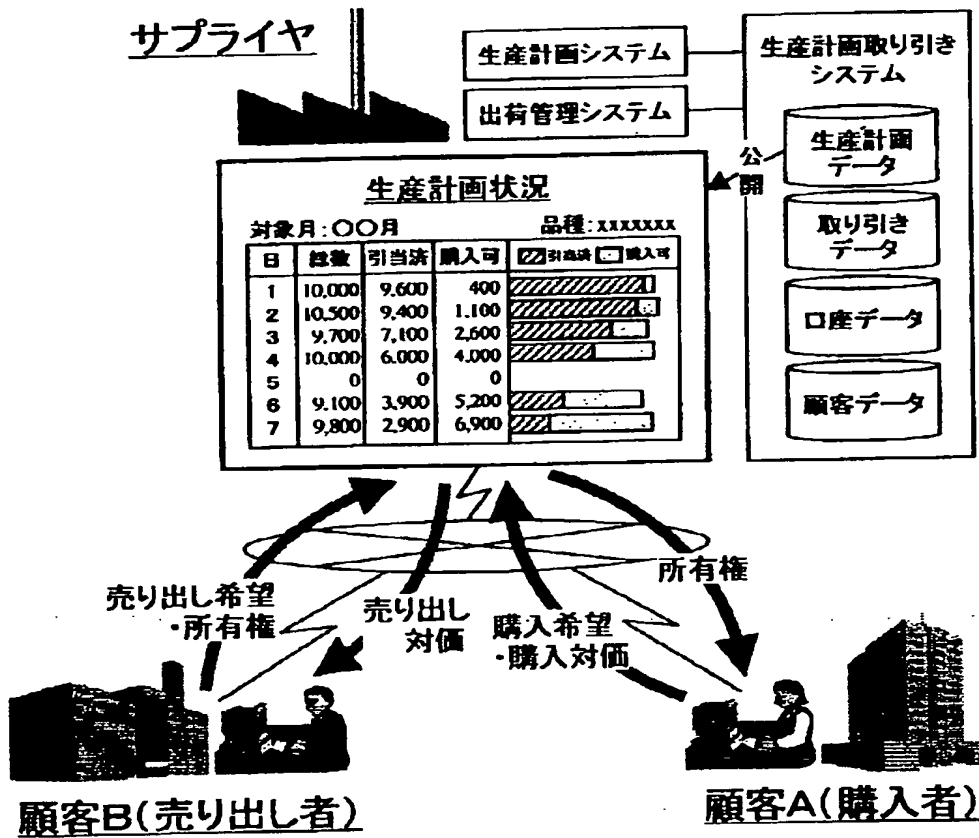 サプライヤ
生産計画システム
出荷管理システム
生産計画取り引き
システム
生産計画
データ
取り引き
データ
口座データ
顧客データ
公開
生産計画状況
対象月:〇〇月 品種:xxxxxxx
日 総数 引当済 購入可 引当済 購入可
1 10,000 9,600 400
2 10,500 9,400 1,100
3 9,700 7,100 2,600
4 10,000 6,000 4,000
5 0 0 0
6 9,100 3,900 5,200
7 9,800 2,900 6,900
売り出し希望
・所有権
売り出し
対価
購入希望
・購入対価
所有権
顧客B(売り出し者)
顧客A(購入者)